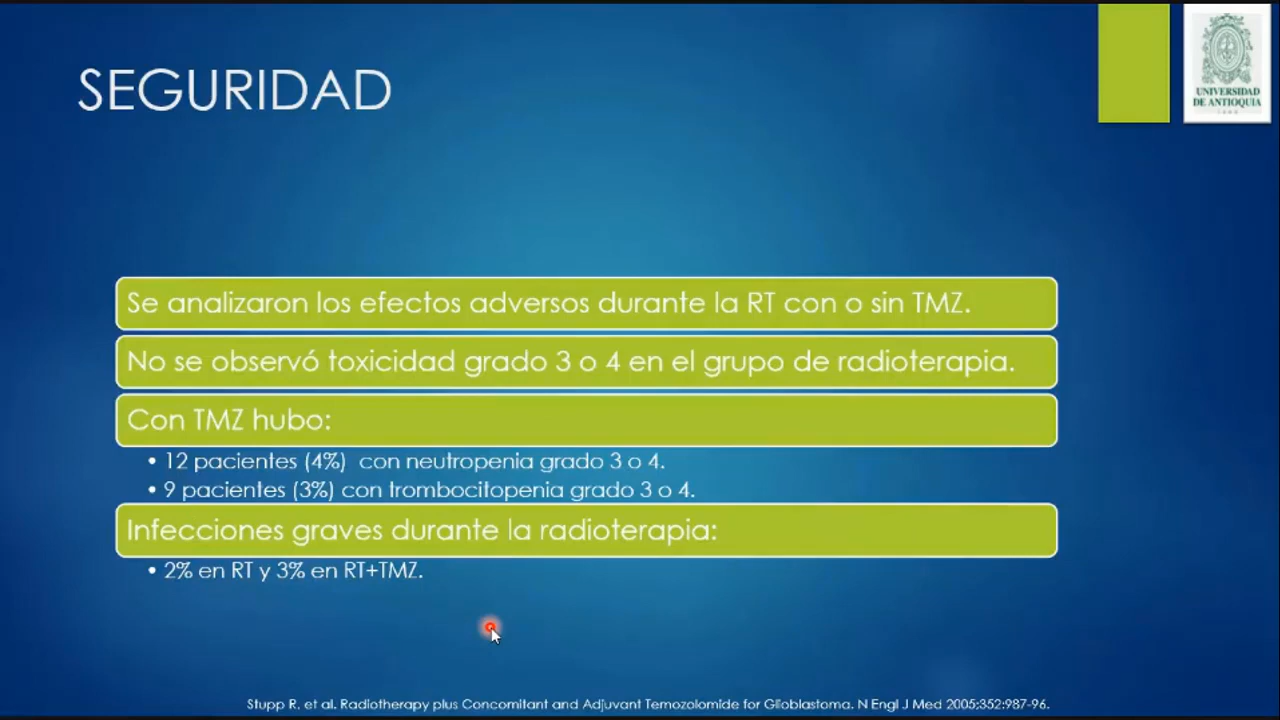 SEGURIDAD
UNIVERSIDAD
DE ANTIOQUIA
Se analizaron los efectos adversos durante la RT con o sin TMZ.
No se observó toxicidad grado 3 o 4 en el grupo de radioterapia.
Con TMZ hubo:
• 12 pacientes (4%) con neutropenia grado 3 o 4.
• 9 pacientes (3%) con trombocitopenia grado 3 o 4.
Infecciones graves durante la radioterapia:
• 2% en RT y 3% en RT+TMZ.
Stupp R, et al. Radiotherapy plus Concomitant and Adjuvant Temozolomide for Glioblastoma. N Engl J Med 2005;352:987-96.